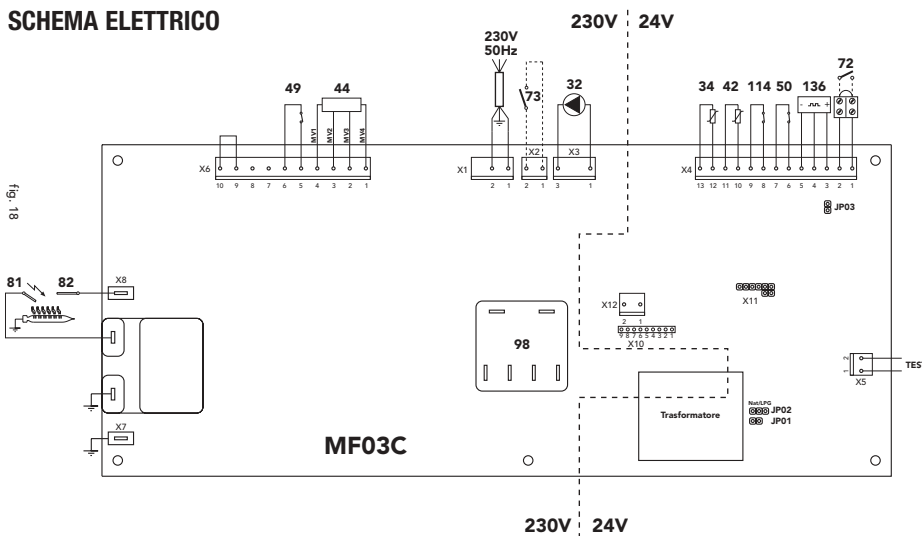 SCHEMA ELETTRICO
230V 24V
230V
50Hz
49 44 73 32 34 42 114 50 136 72
MV1 MV2 MV3 MV4
- +
X6 X1 X2 X3 X4
10 9 8 7 6 5 4 3 2 1
2 1
2 1
3 1
13 12 11 10 9 8 7 6 5 4 3 2 1
JP03
fig. 18
81 82 X8
X12
2 1
X11
9 8 7 6 5 4 3 2 1
X10
98
2
1
X5
TES
Trasformatore
Nat/LPG
JP02
JP01
X7
MF03C
230V 24V